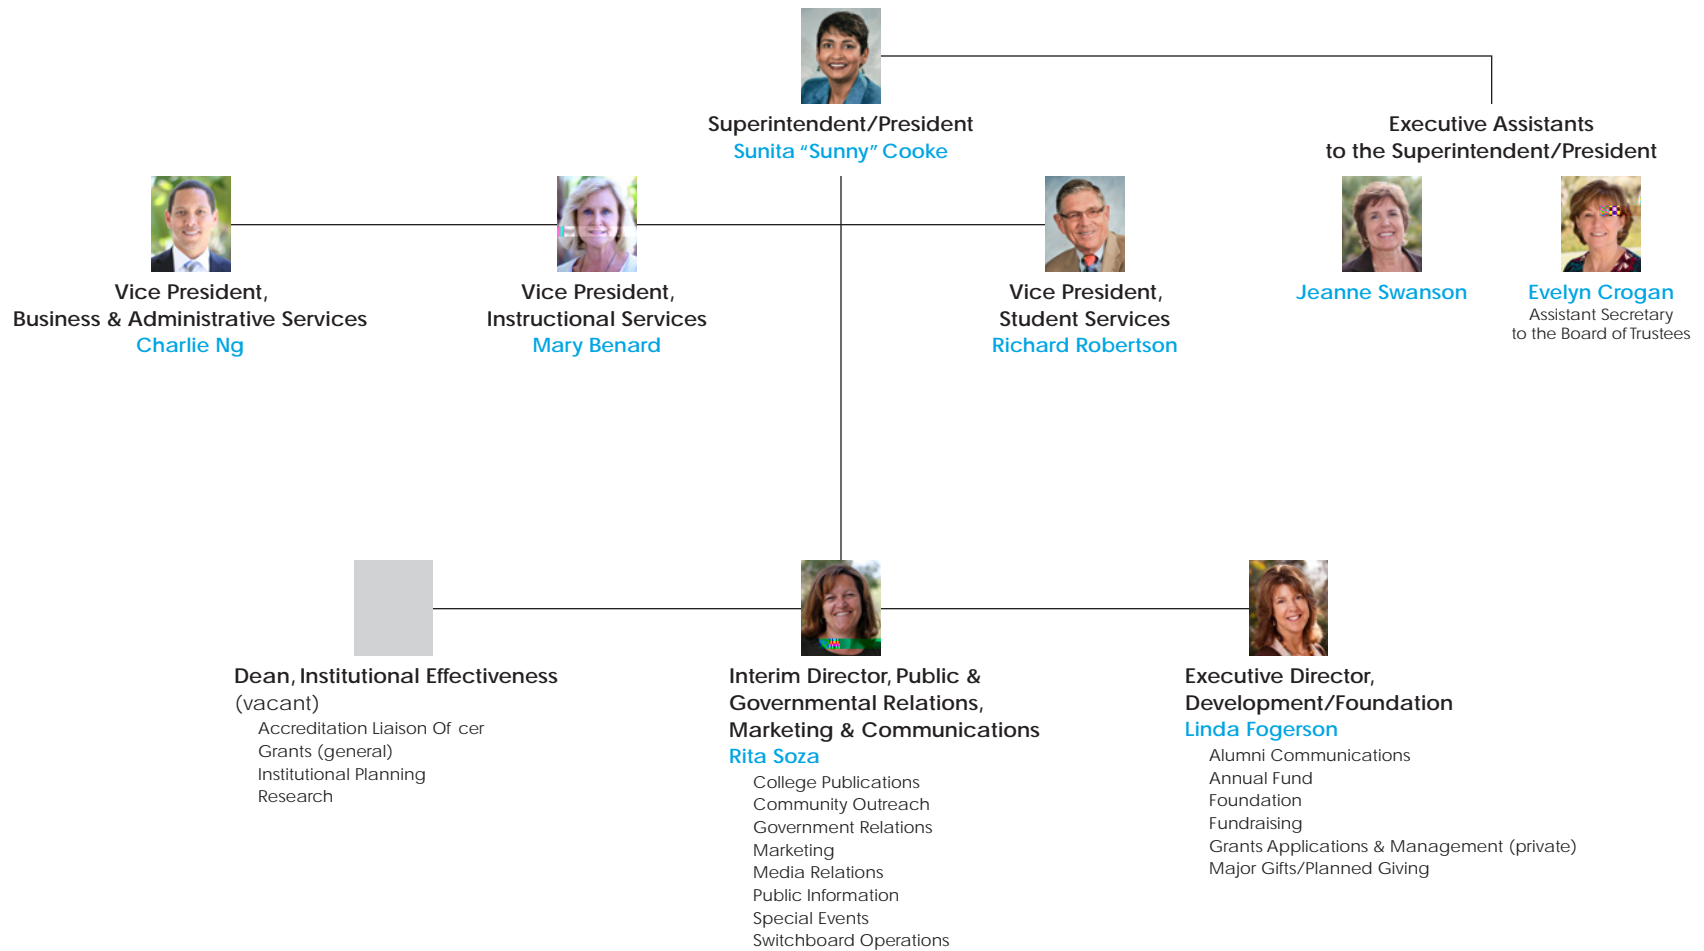 Superintendent/President
Sunita “Sunny” Cooke
Executive Assistants
to the Superintendent/President
Vice President,
Business & Administrative Services
Charlie Ng
Vice President,
Instructional Services
Mary Benard
Vice President,
Student Services
Richard Robertson
Jeanne Swanson
Evelyn Crogan
Assistant Secretary
to the Board of Trustees
Dean, Institutional Effectiveness
(vacant)
Accreditation Liaison Of cer
Grants (general)
Institutional Planning
Research
Interim Director, Public &
Governmental Relations,
Marketing & Communications
Rita Soza
College Publications
Community Outreach
Government Relations
Marketing
Media Relations
Public Information
Special Events
Switchboard Operations
Executive Director,
Development/Foundation
Linda Fogerson
Alumni Communications
Annual Fund
Foundation
Fundraising
Grants Applications & Management (private)
Major Gifts/Planned Giving